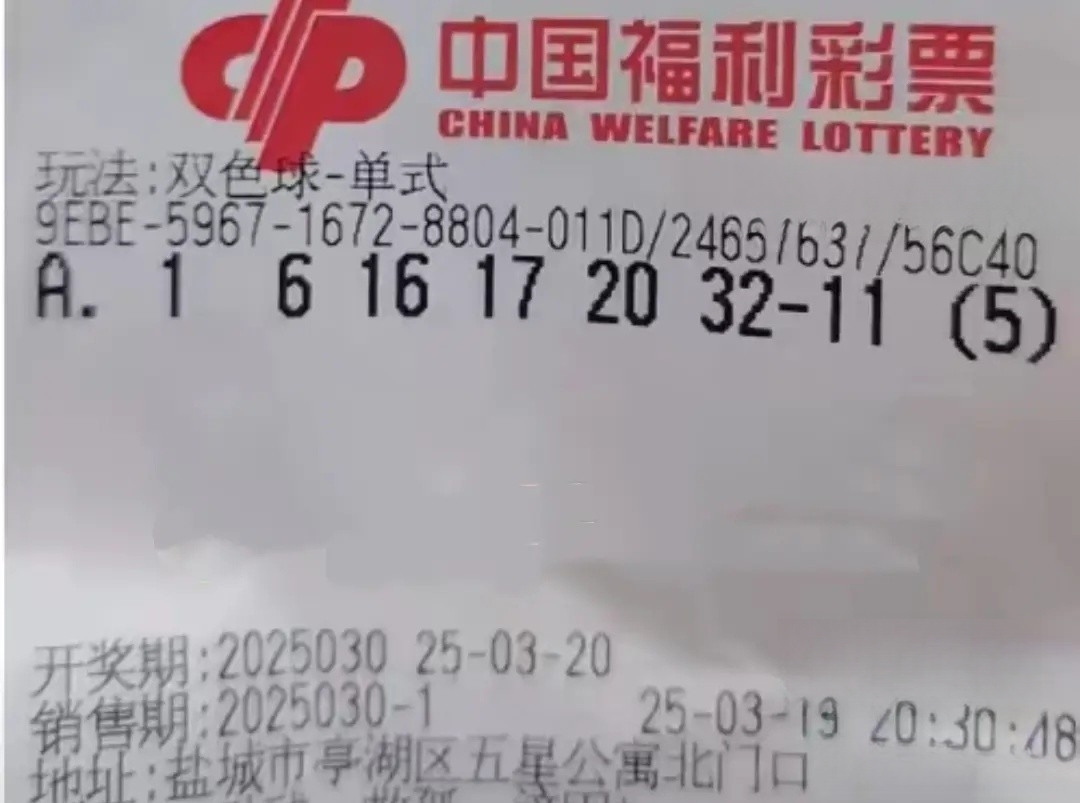 中国福利彩票
CHINA WELFARE LOTTERY
玩法:双色球-单式
9EBE-5967-1672-8804-011D/24657637/56C40
A. 1 6 16 17 20 32-11 (5)
开奖期:2025030 25-03-20
销售期:2025030-1 25-03-19 20:30:48
地址:盐城市亭湖区五星公寓北门口